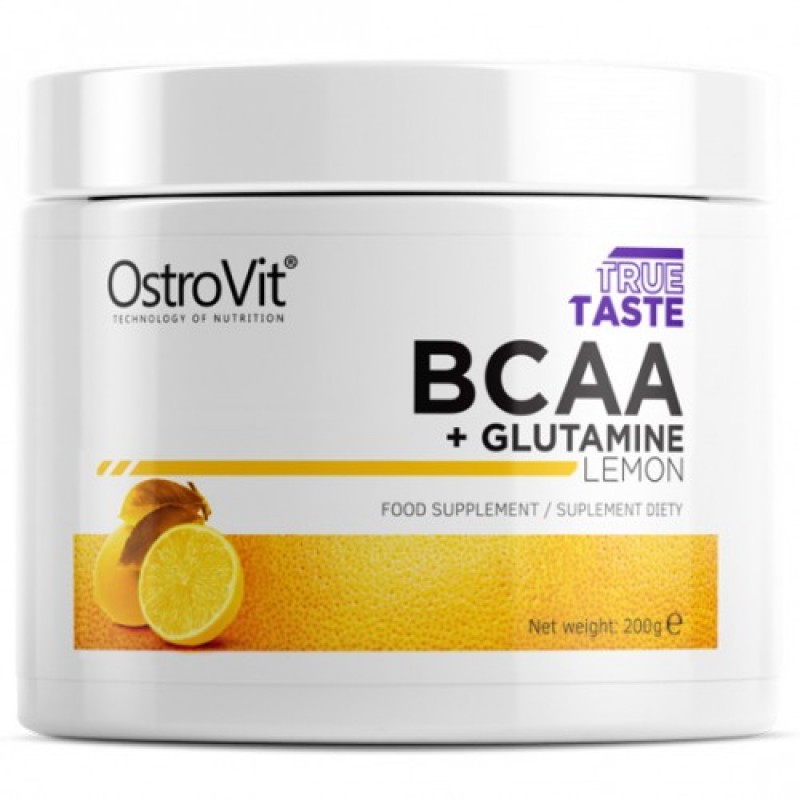 OstroVit®
TECHNOLOGY OF NUTRITION
TRUE
TASTE
BCAA
+ GLUTAMINE
LEMON
FOOD SUPPLEMENT / SUPLEMENT DIETY
Net weight: 200g ℮